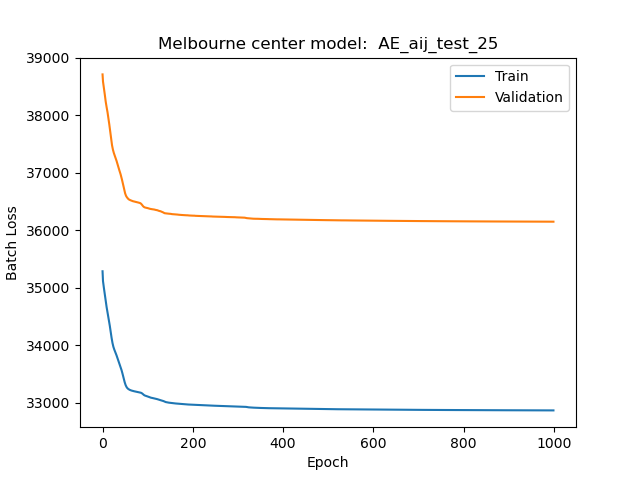 Melbourne center model:  AE_aij_test_25
Train
Validation
39000
38000
37000
36000
35000
34000
33000
Batch Loss
0
200
400
600
800
1000
Epoch